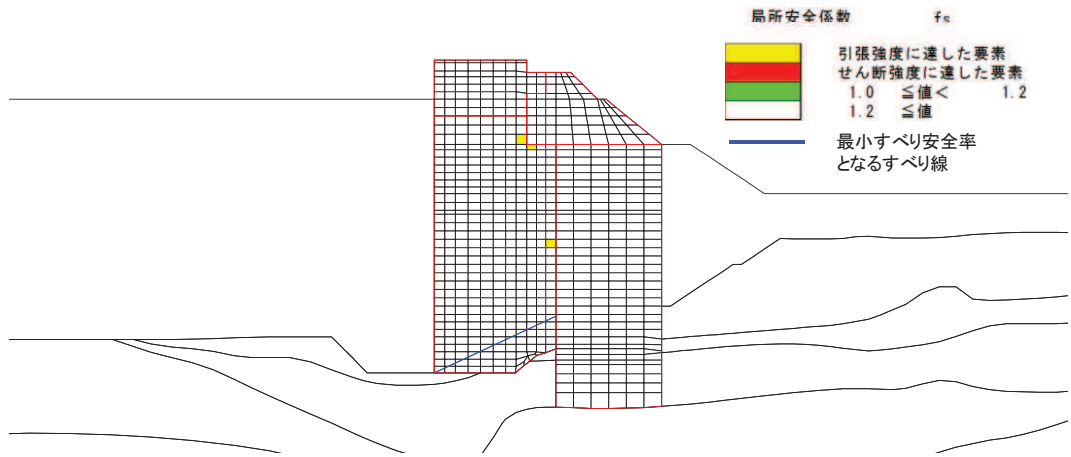 局所安全係数 fs
引張強度に達した要素
せん断強度に達した要素
1.0 ≦値< 1.2
1.2 ≦値
最小すべり安全率
となるすべり線